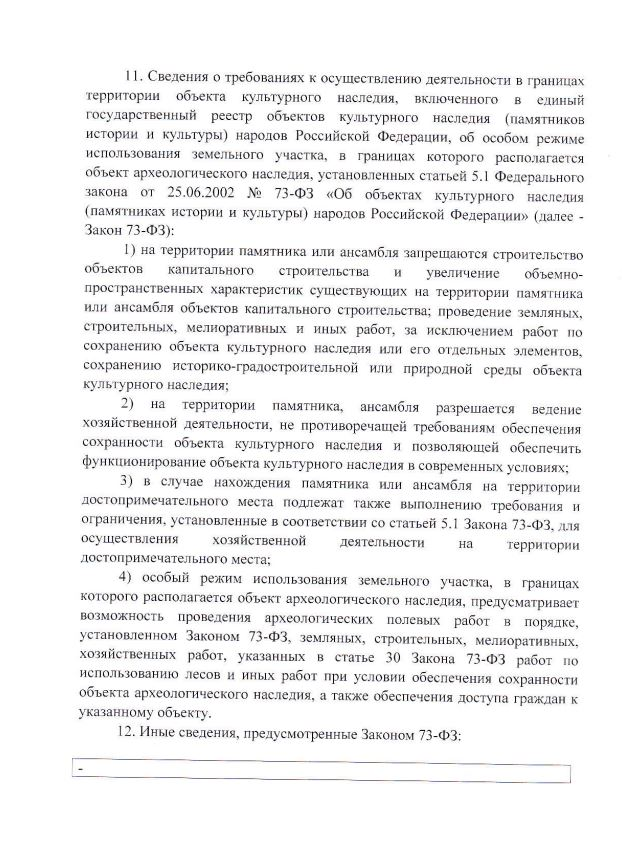 11. Сведения о требованиях к осуществлению деятельности в границах
территории объекта культурного наследия, включенного в единый
государственный реестр объектов культурного наследия (памятников
истории и культуры) народов Российской Федерации, об особом режиме
использования земельного участка, в границах которого располагается
объект археологического наследия, установленных статьей 5.1 Федерального
закона от 25.06.2002 № 73-ФЗ «Об объектах культурного наследия
(памятниках истории и культуры) народов Российской Федерации» (далее -
Закон 73-ФЗ):
1) на территории памятника или ансамбля запрещаются строительство
объектов капитального строительства и увеличение объемно-
пространственных характеристик существующих на территории памятника
или ансамбля объектов капитального строительства; проведение земляных,
строительных, мелиоративных и иных работ, за исключением работ по
сохранению объекта культурного наследия или его отдельных элементов,
сохранению историко-градостроительной или природной среды объекта
культурного наследия;
2) на территории памятника, ансамбля разрешается ведение
хозяйственной деятельности, не противоречащей требованиям обеспечения
сохранности объекта культурного наследия и позволяющей обеспечить
функционирование объекта культурного наследия в современных условиях;
3) в случае нахождения памятника или ансамбля на территории
достопримечательного места подлежат также выполнению требования и
ограничения, установленные в соответствии со статьей 5.1 Закона 73-ФЗ, для
осуществления хозяйственной деятельности на территории
достопримечательного места;
4) особый режим использования земельного участка, в границах
которого располагается объект археологического наследия, предусматривает
возможность проведения археологических полевых работ в порядке,
установленном Законом 73-ФЗ, земляных, строительных, мелиоративных,
хозяйственных работ, указанных в статье 30 Закона 73-ФЗ работ по
использованию лесов и иных работ при условии обеспечения сохранности
объекта археологического наследия, а также обеспечения доступа граждан к
указанному объекту.
12. Иные сведения, предусмотренные Законом 73-ФЗ:
-